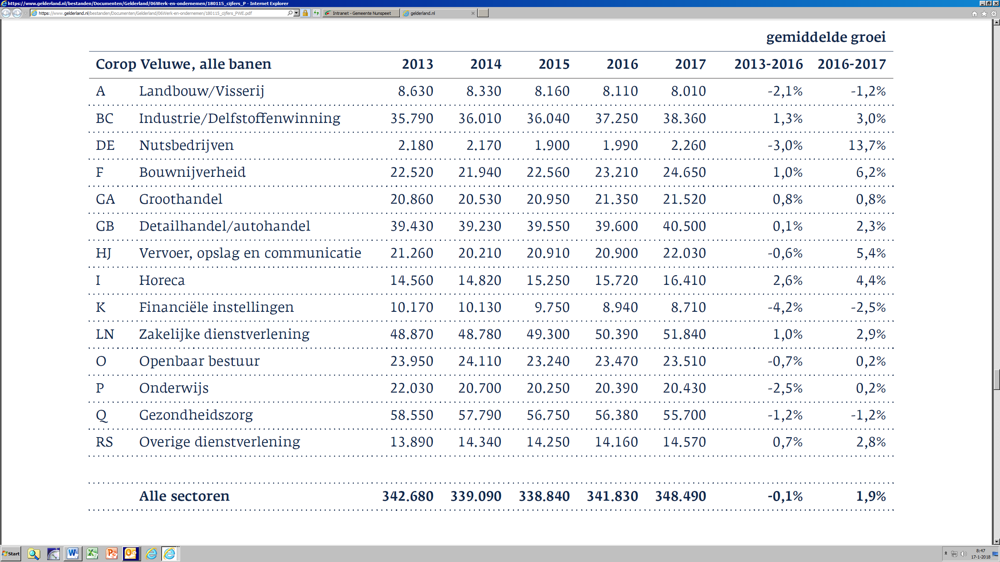 https://www.gelderland.nl/bestanden/Documenten/Gelderland/06Werk-en-ondernemen/180115_cijfers_P - Internet Explorer
https://www.gelderland.nl/bestanden/Documenten/Gelderland/06Werk-en-ondernemen/180115_cijfers_PWE.pdf Intranet - Gemeente Nunspeet gelderland.nl
gemiddelde groei
Corop Veluwe, alle banen 2013 2014 2015 2016 2017 2013-2016 2016-2017
A Landbouw/Visserij 8.630 8.330 8.160 8.110 8.010 -2,1% -1,2%
BC Industrie/Delfstoffenwinning 35.790 36.010 36.040 37.250 38.360 1,3% 3,0%
DE Nutsbedrijven 2.180 2.170 1.900 1.990 2.260 -3,0% 13,7%
F Bouwnijverheid 22.520 21.940 22.560 23.210 24.650 1,0% 6,2%
GA Groothandel 20.860 20.530 20.950 21.350 21.520 0,8% 0,8%
GB Detailhandel/autohandel 39.430 39.230 39.550 39.600 40.500 0,1% 2,3%
HJ Vervoer, opslag en communicatie 21.260 20.210 20.910 20.900 22.030 -0,6% 5,4%
I Horeca 14.560 14.820 15.250 15.720 16.410 2,6% 4,4%
K Financiële instellingen 10.170 10.130 9.750 8.940 8.710 -4,2% -2,5%
LN Zakelijke dienstverlening 48.870 48.780 49.300 50.390 51.840 1,0% 2,9%
O Openbaar bestuur 23.950 24.110 23.240 23.470 23.510 -0,7% 0,2%
P Onderwijs 22.030 20.700 20.250 20.390 20.430 -2,5% 0,2%
Q Gezondheidszorg 58.550 57.790 56.750 56.380 55.700 -1,2% -1,2%
RS Overige dienstverlening 13.890 14.340 14.250 14.160 14.570 0,7% 2,8%
Alle sectoren 342.680 339.090 338.840 341.830 348.490 -0,1% 1,9%
Start
8:47
17-1-2018